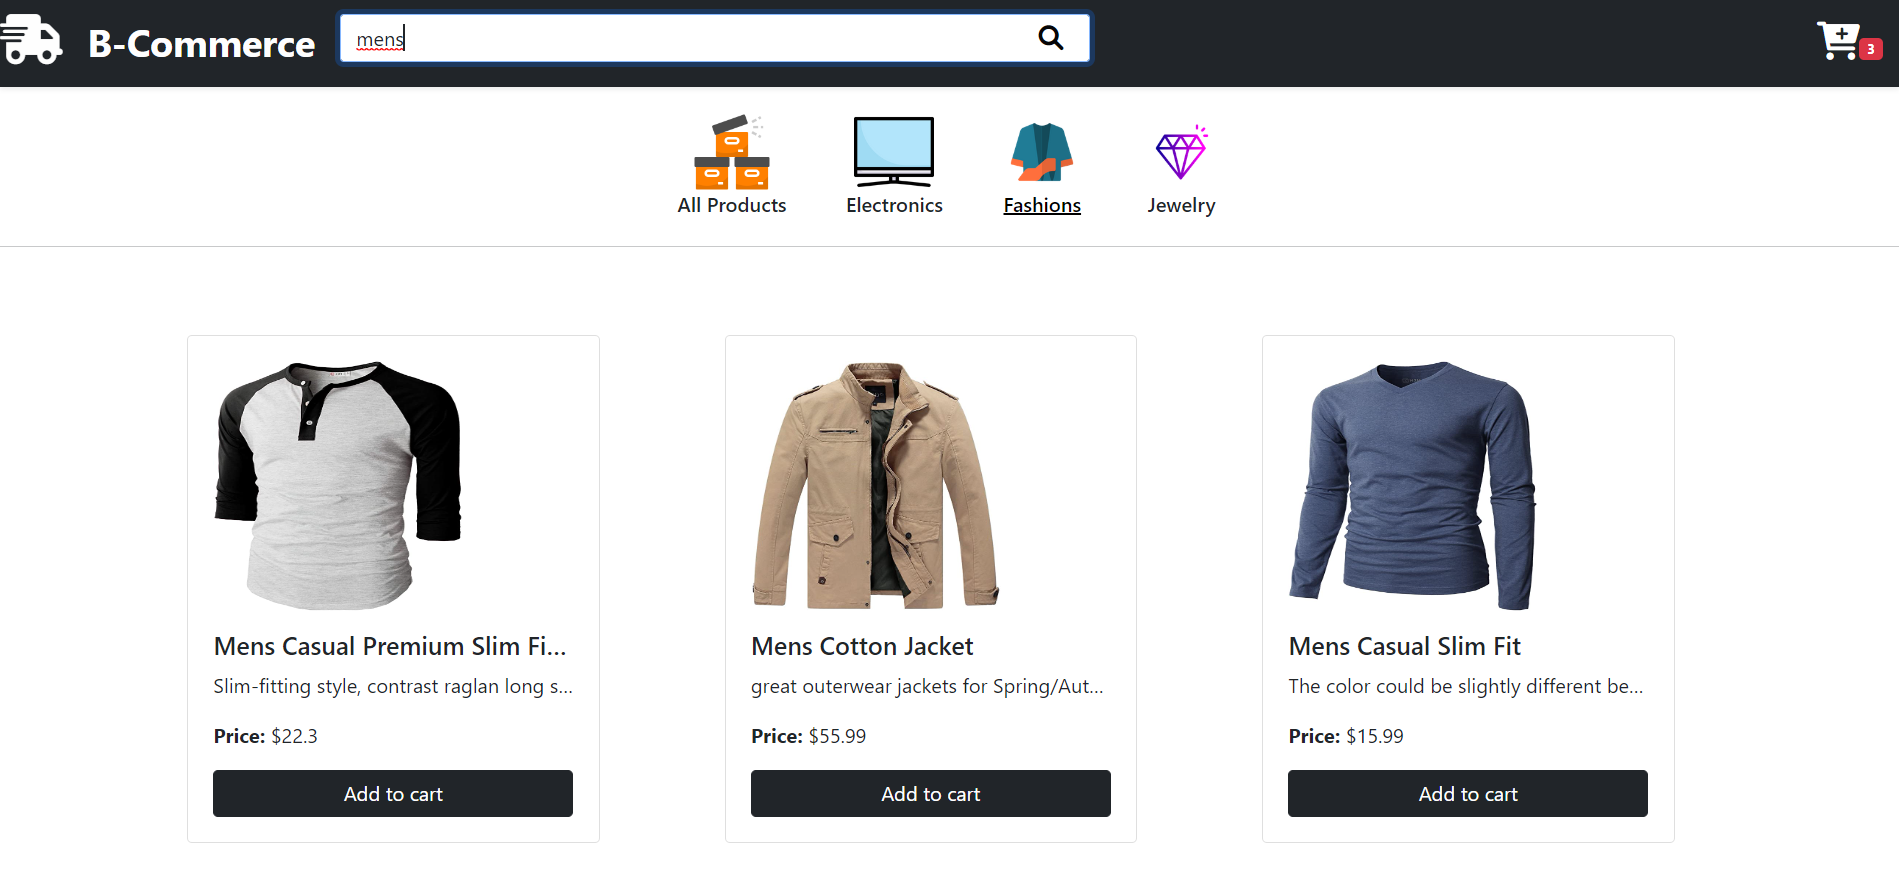 B-Commerce
mens
3
All Products
Electronics
Fashions
Jewelry
Mens Casual Premium Slim Fi...
Slim-fitting style, contrast raglan long s...
Price: $22.3
Add to cart
Mens Cotton Jacket
great outerwear jackets for Spring/Aut...
Price: $55.99
Add to cart
Mens Casual Slim Fit
The color could be slightly different be...
Price: $15.99
Add to cart